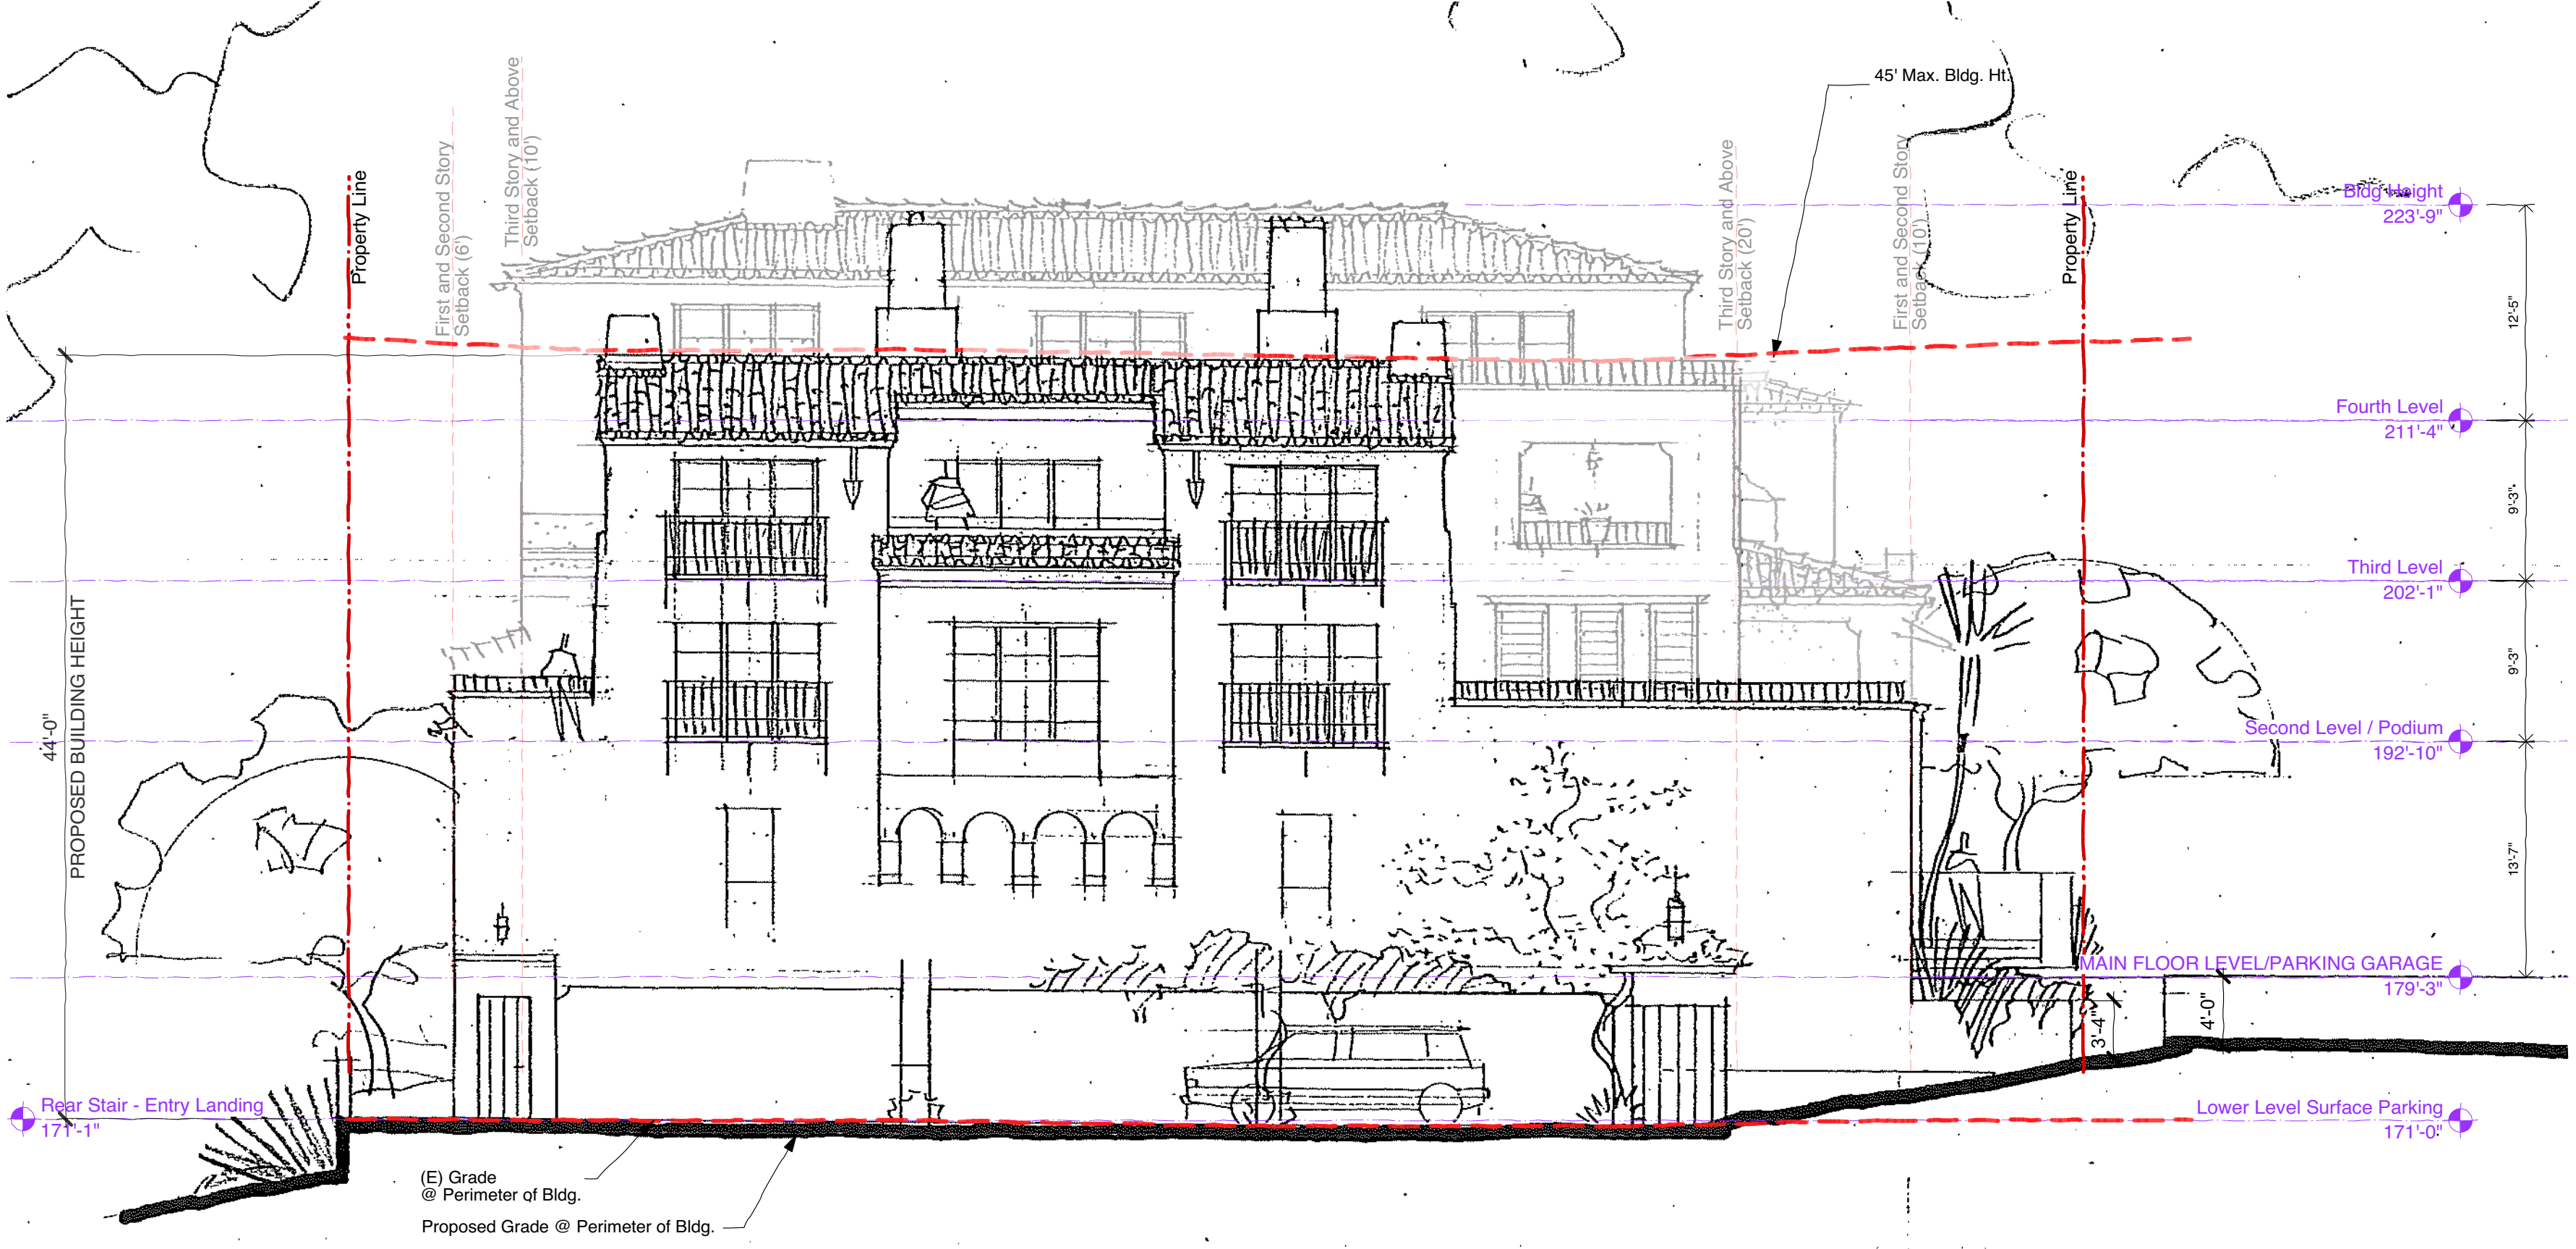 45' Max. Bldg. Ht.
Third Story and Above
Setback (10')
First and Second Story
Setback (6')
Property Line
Third Story and Above
Setback (20')
First and Second Story
Setback (10')
Property Line
Bldg Height
223'-9"
12'-5"
Fourth Level
211'-4"
9'-3"
Third Level
202'-1"
9'-3"
Second Level / Podium
192'-10"
13'-7"
MAIN FLOOR LEVEL/PARKING GARAGE
179'-3"
4'-0"
3'-4"
Lower Level Surface Parking
171'-0"
44'-0"
PROPOSED BUILDING HEIGHT
Rear Stair - Entry Landing
171'-1"
(E) Grade
@ Perimeter of Bldg.
Proposed Grade @ Perimeter of Bldg.